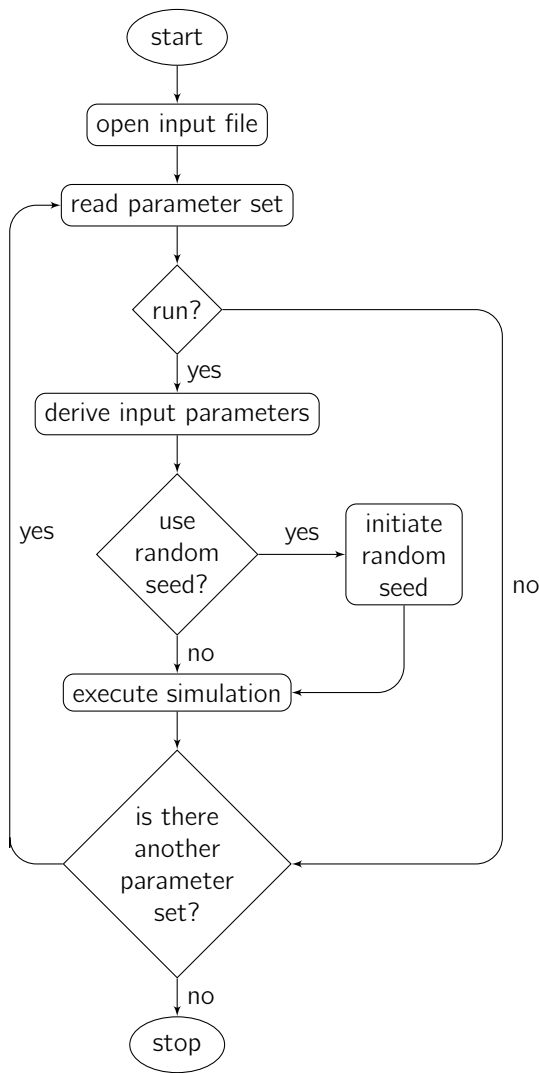 start
open input file
read parameter set
run?
yes
derive input parameters
use
random
seed?
yes
initiate
random
seed
yes
no
no
execute simulation
is there
another
parameter
set?
no
stop